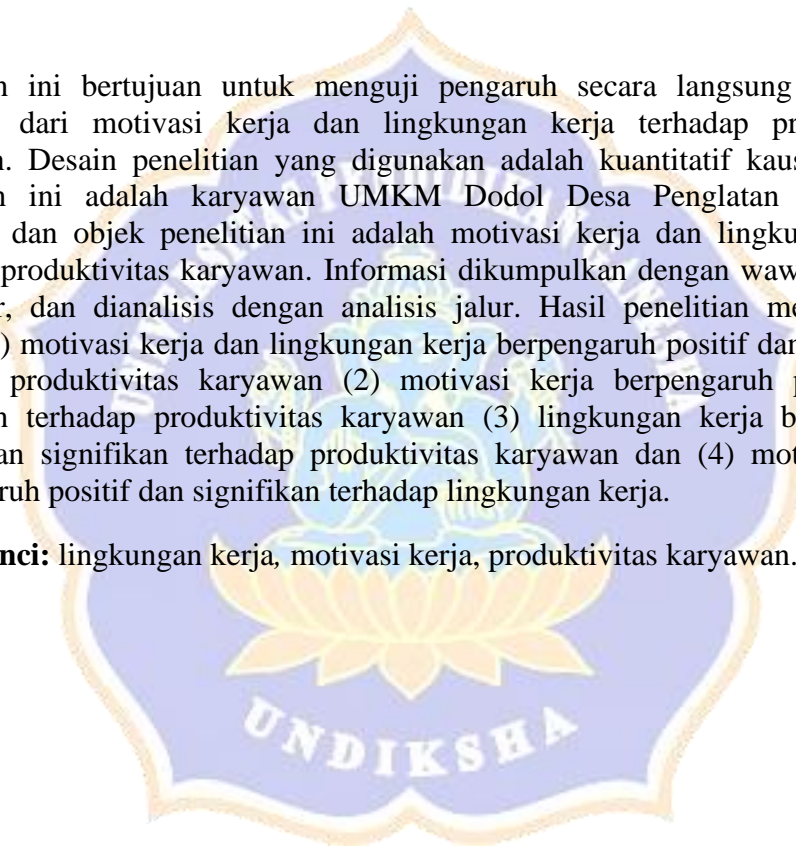 n ini bertujuan untuk menguji pengaruh secara langsung
dari motivasi kerja dan lingkungan kerja terhadap pr
n. Desain penelitian yang digunakan adalah kuantitatif kaus
n ini adalah karyawan UMKM Dodol Desa Penglatan
dan objek penelitian ini adalah motivasi kerja dan lingku
produktivitas karyawan. Informasi dikumpulkan dengan waw
r, dan dianalisis dengan analisis jalur. Hasil penelitian me
) motivasi kerja dan lingkungan kerja berpengaruh positif dan
produktivitas karyawan (2) motivasi kerja berpengaruh p
n terhadap produktivitas karyawan (3) lingkungan kerja b
an signifikan terhadap produktivitas karyawan dan (4) mot
ruh positif dan signifikan terhadap lingkungan kerja.
nci: lingkungan kerja, motivasi kerja, produktivitas karyawan.
UNDIKSHA